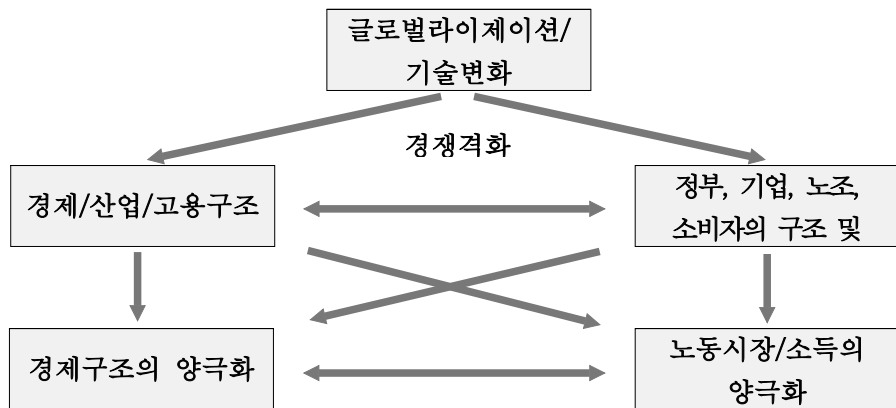 글로벌라이제이션/
기술변화
경쟁격화
경제/산업/고용구조
정부, 기업, 노조,
소비자의 구조 및
경제구조의 양극화
노동시장/소득의
양극화